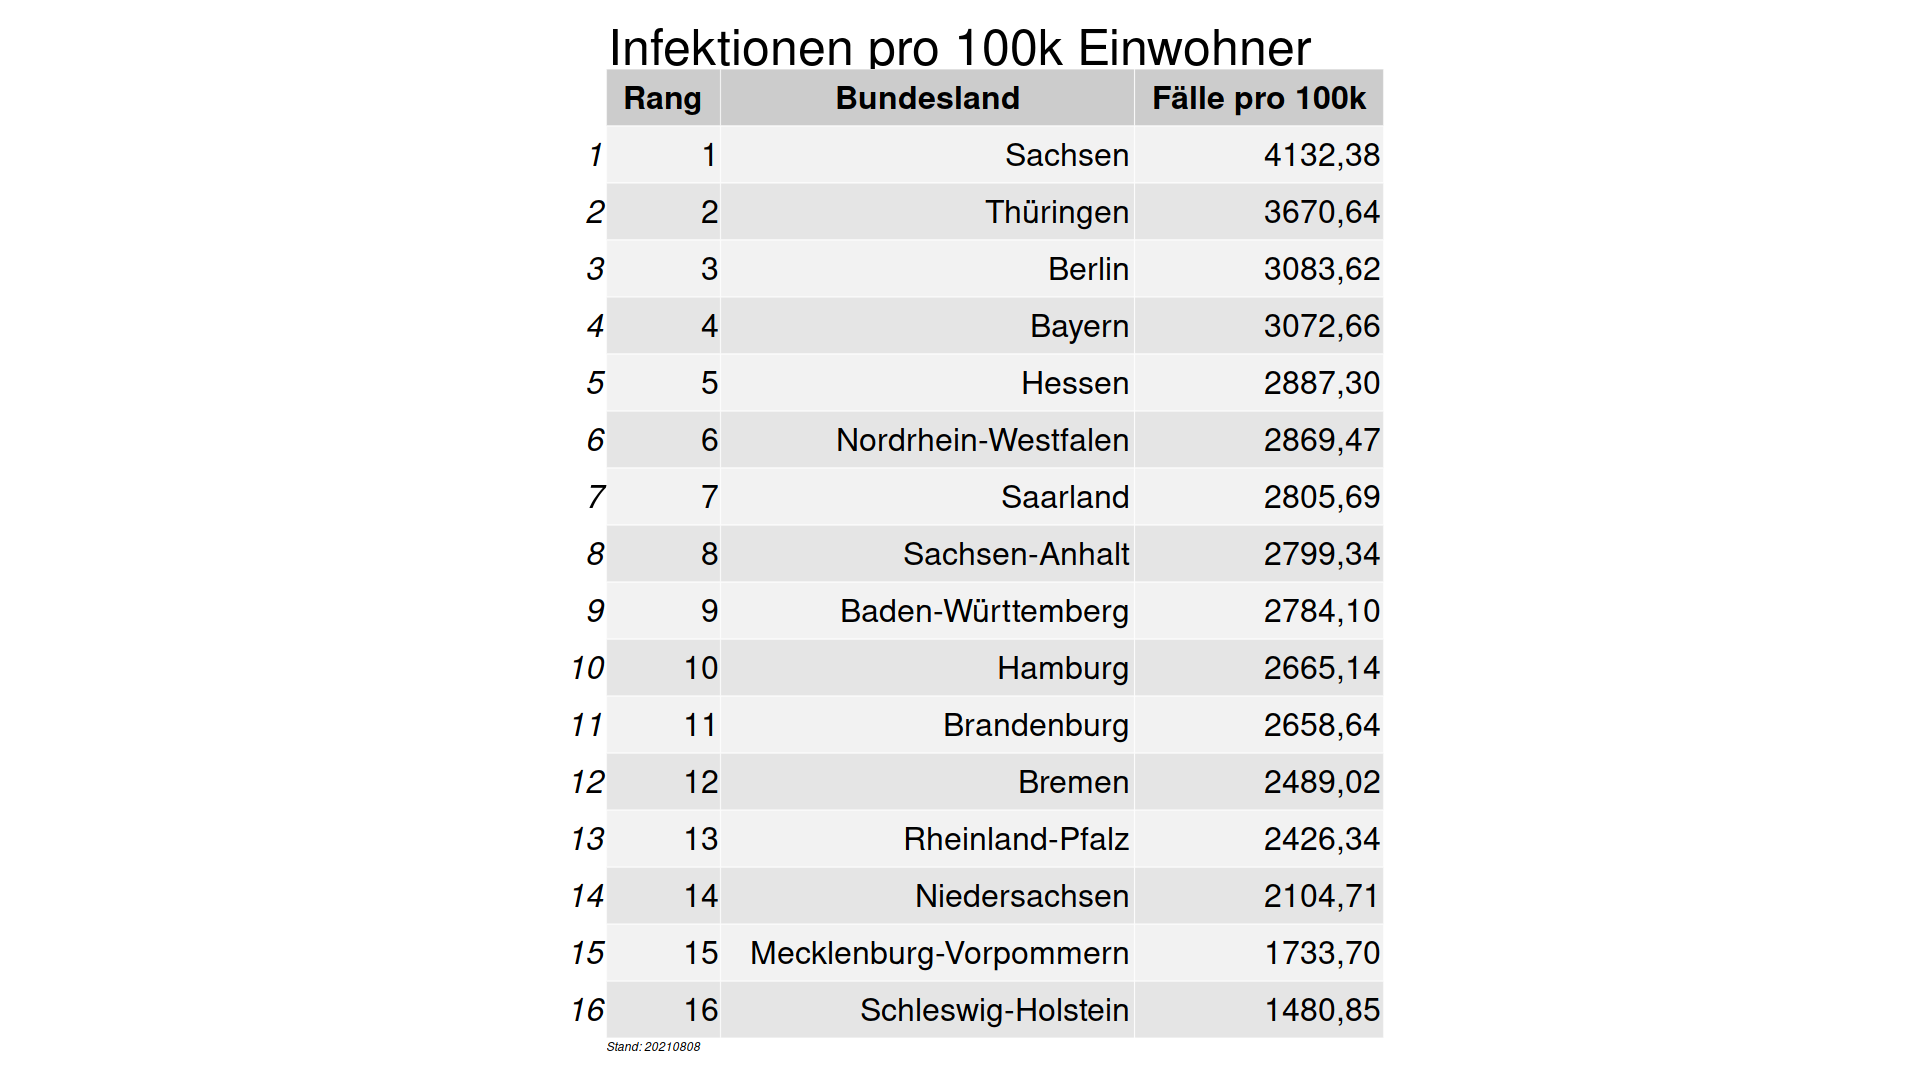 Infektionen pro 100k Einwohner
Rang Bundesland Fälle pro 100k
1 1 Sachsen 4132,38
2 2 Thüringen 3670,64
3 3 Berlin 3083,62
4 4 Bayern 3072,66
5 5 Hessen 2887,30
6 6 Nordrhein-Westfalen 2869,47
7 7 Saarland 2805,69
8 8 Sachsen-Anhalt 2799,34
9 9 Baden-Württemberg 2784,10
10 10 Hamburg 2665,14
11 11 Brandenburg 2658,64
12 12 Bremen 2489,02
13 13 Rheinland-Pfalz 2426,34
14 14 Niedersachsen 2104,71
15 15 Mecklenburg-Vorpommern 1733,70
16 16 Schleswig-Holstein 1480,85
Stand: 20210808